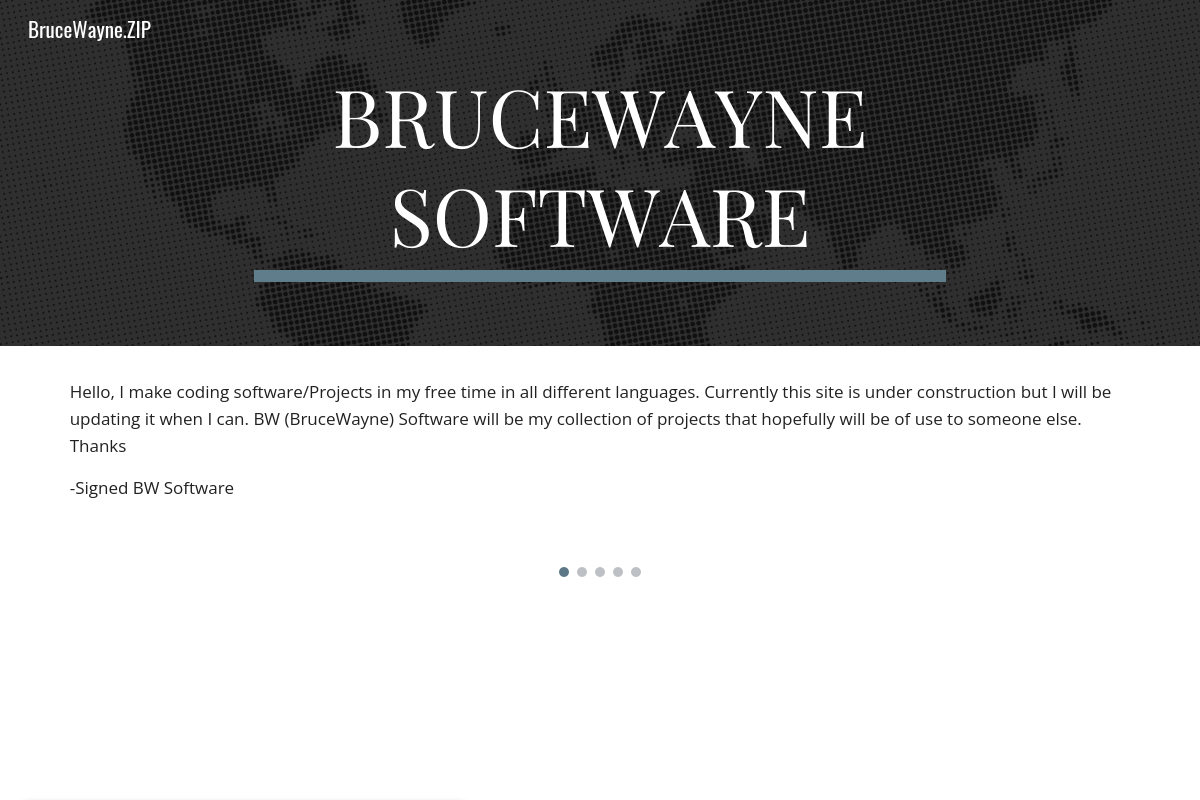 BruceWayne.ZIP
BRUCEWAYNE
SOFTWARE
Hello, I make coding software/Projects in my free time in all different languages. Currently this site is under construction but I will be
updating it when I can. BW (BruceWayne) Software will be my collection of projects that hopefully will be of use to someone else.
Thanks
-Signed BW Software